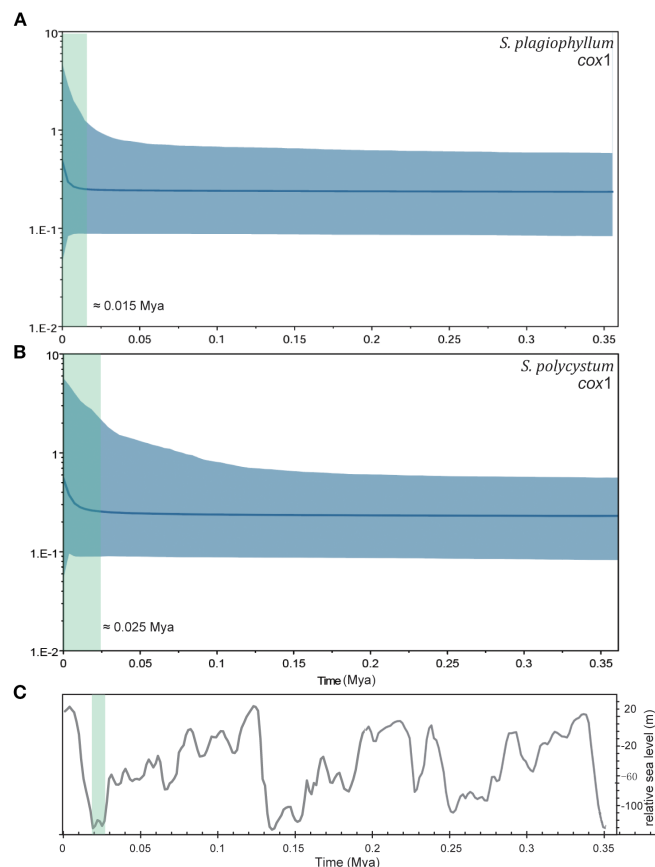 A
S. plagiophyllum
cox1
10
1
1.E-1
1.E-2
≈ 0.015 Mya
0 0.05 0.1 0.15 0.2 0.25 0.3 0.35
B
S. polycystum
cox1
10
1
1.E-1
1.E-2
≈ 0.025 Mya
0 0.05 0.1 0.15 0.2 0.25 0.3 0.35
Time (Mya)
C
20
-20
-60
-100
relative sea level (m)
0 0.05 0.1 0.15 0.2 0.25 0.3 0.35
Time (Mya)